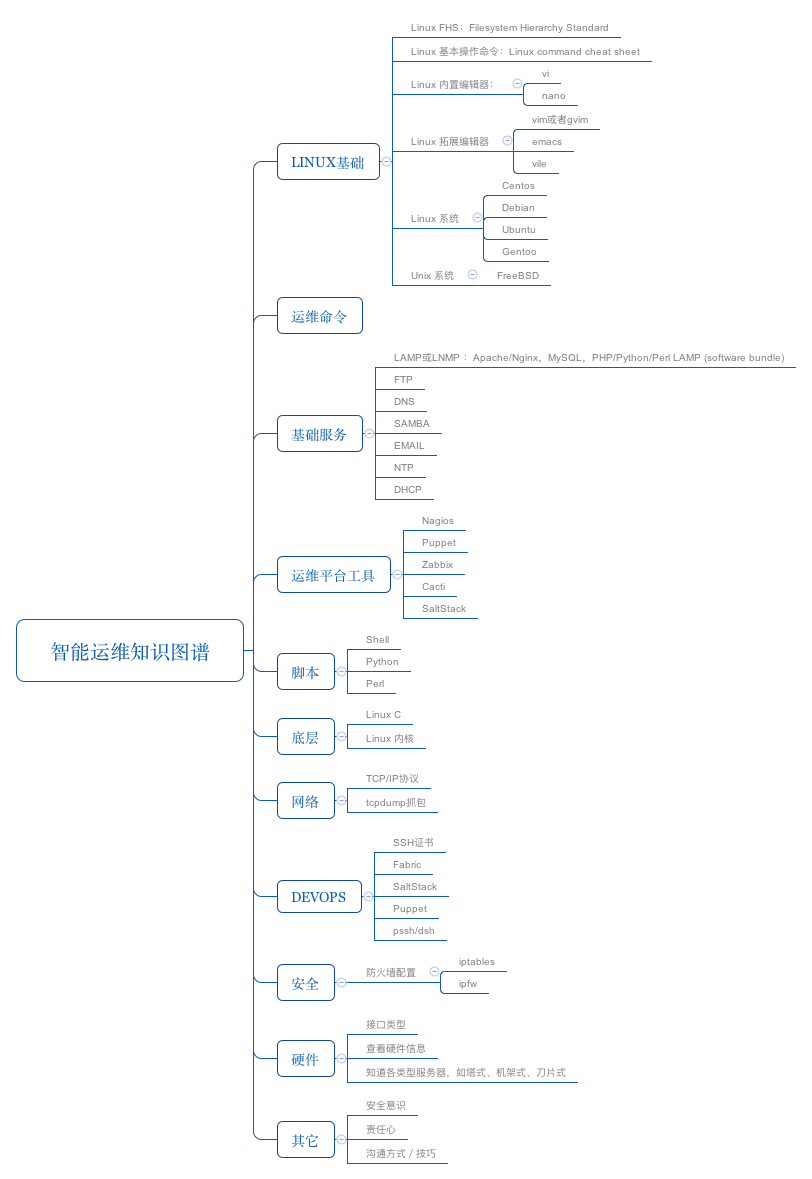 智能运维知识图谱
LINUX基础
Linux FHS：Filesystem Hierarchy Standard
Linux 基本操作命令：Linux command cheat sheet
Linux 内置编辑器：
vi
nano
Linux 拓展编辑器
vim或者gvim
emacs
vile
Linux 系统
Centos
Debian
Ubuntu
Gentoo
Unix 系统
FreeBSD
运维命令
基础服务
LAMP或LNMP ：Apache/Nginx，MySQL，PHP/Python/Perl LAMP (software bundle)
FTP
DNS
SAMBA
EMAIL
NTP
DHCP
运维平台工具
Nagios
Puppet
Zabbix
Cacti
SaltStack
脚本
Shell
Python
Perl
底层
Linux C
Linux 内核
网络
TCP/IP协议
tcpdump抓包
DEVOPS
SSH证书
Fabric
SaltStack
Puppet
pssh/dsh
安全
防火墙配置
iptables
ipfw
硬件
接口类型
查看硬件信息
知道各类型服务器，如塔式、机架式、刀片式
其它
安全意识
责任心
沟通方式 / 技巧